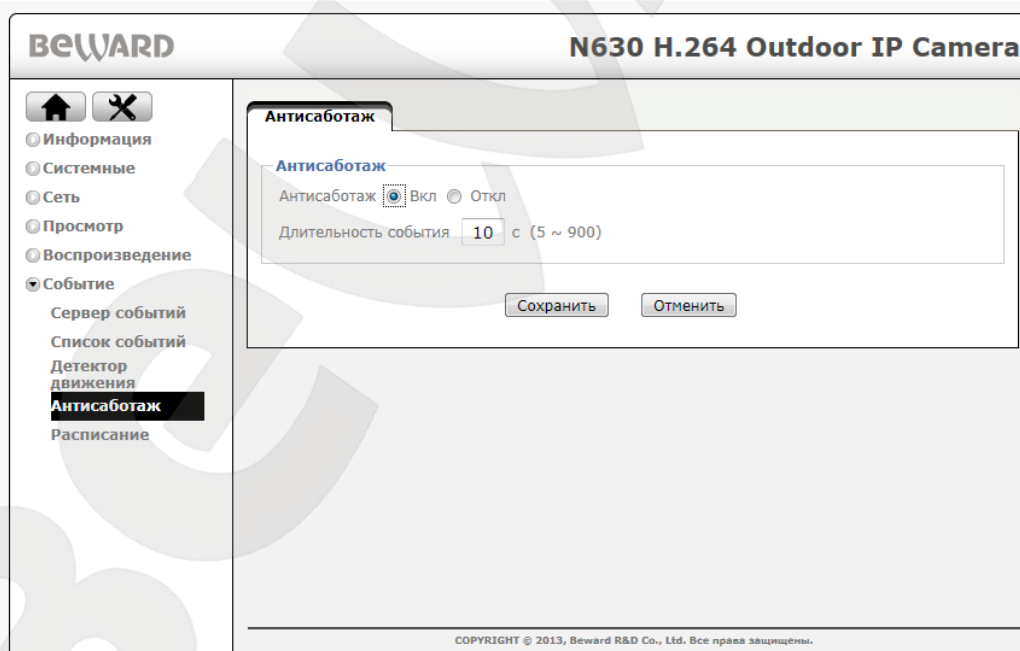 BEWARD
N630 H.264 Outdoor IP Camera
Информация
Системные
Сеть
Просмотр
Воспроизведение
Событие
Сервер событий
Список событий
Детектор
движения
Антисаботаж
Расписание
Антисаботаж
Антисаботаж
Антисаботаж Вкл Откл
Длительность события 10 с (5 ~ 900)
Сохранить Отменить
COPYRIGHT © 2013, Beward R&D Co., Ltd. Все права защищены.